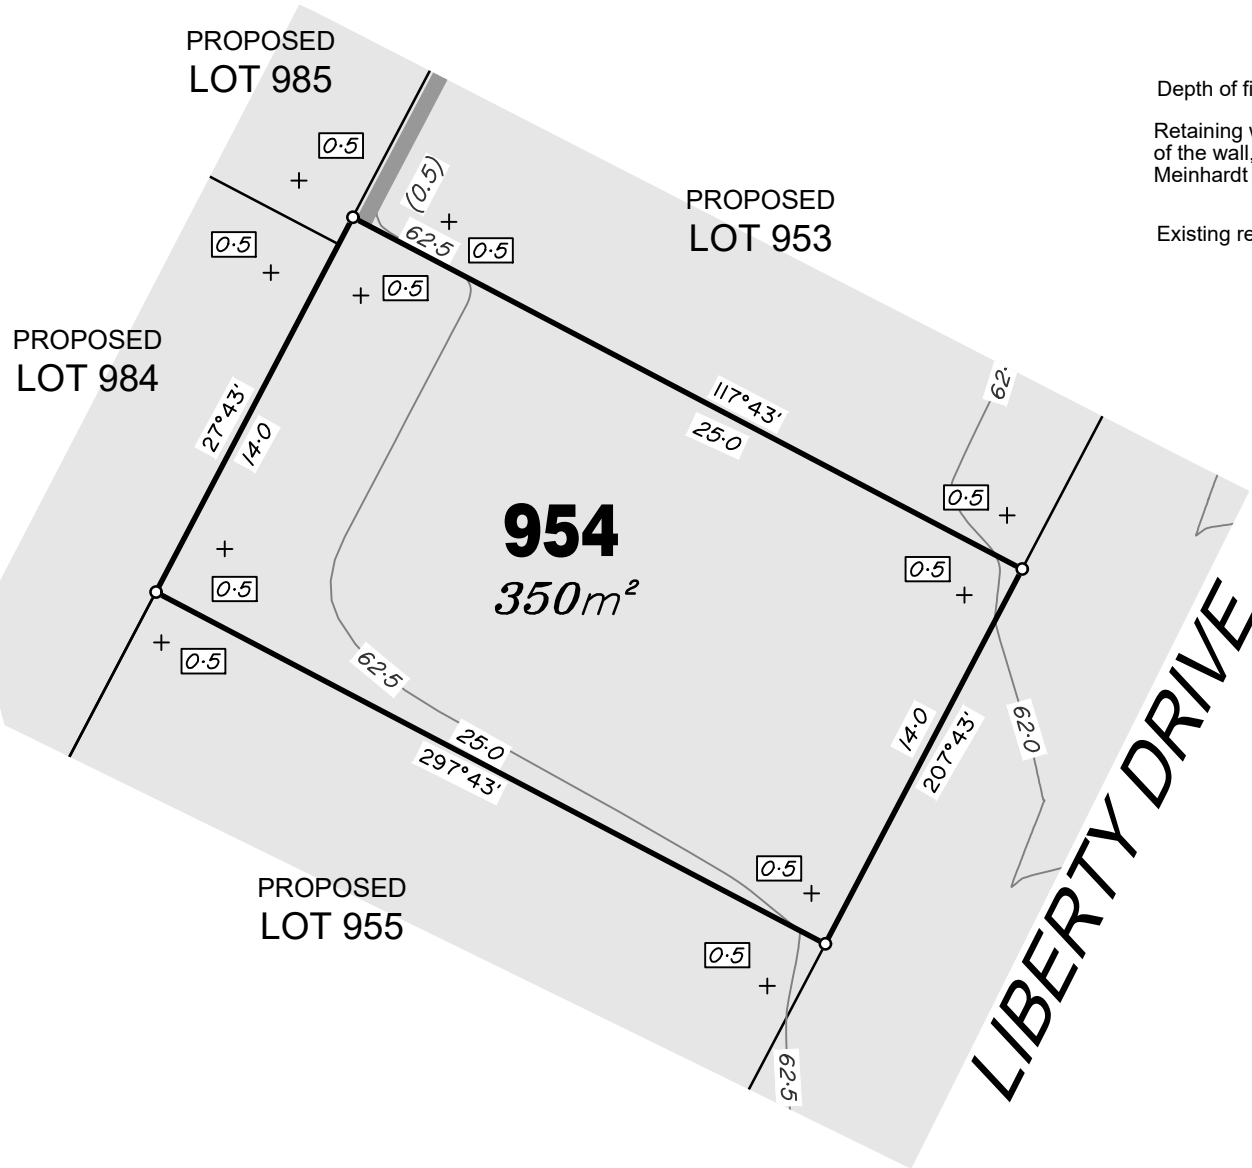 PROPOSED
LOT 985
0·5
(0.5)
62·5
0·5
0·5
0·5
PROPOSED
LOT 953
Depth of fi
Retaining
of the wall,
Meinhardt
Existing re
PROPOSED
LOT 984
27°43'
14·0
117°43'
25·0
62·
0·5
0·5
954
350m²
0·5
0·5
62·5
25·0
297°43'
14·0
207°43'
62·0
LIBERTY DRIVE
0·5
0·5
62·5
PROPOSED
LOT 955